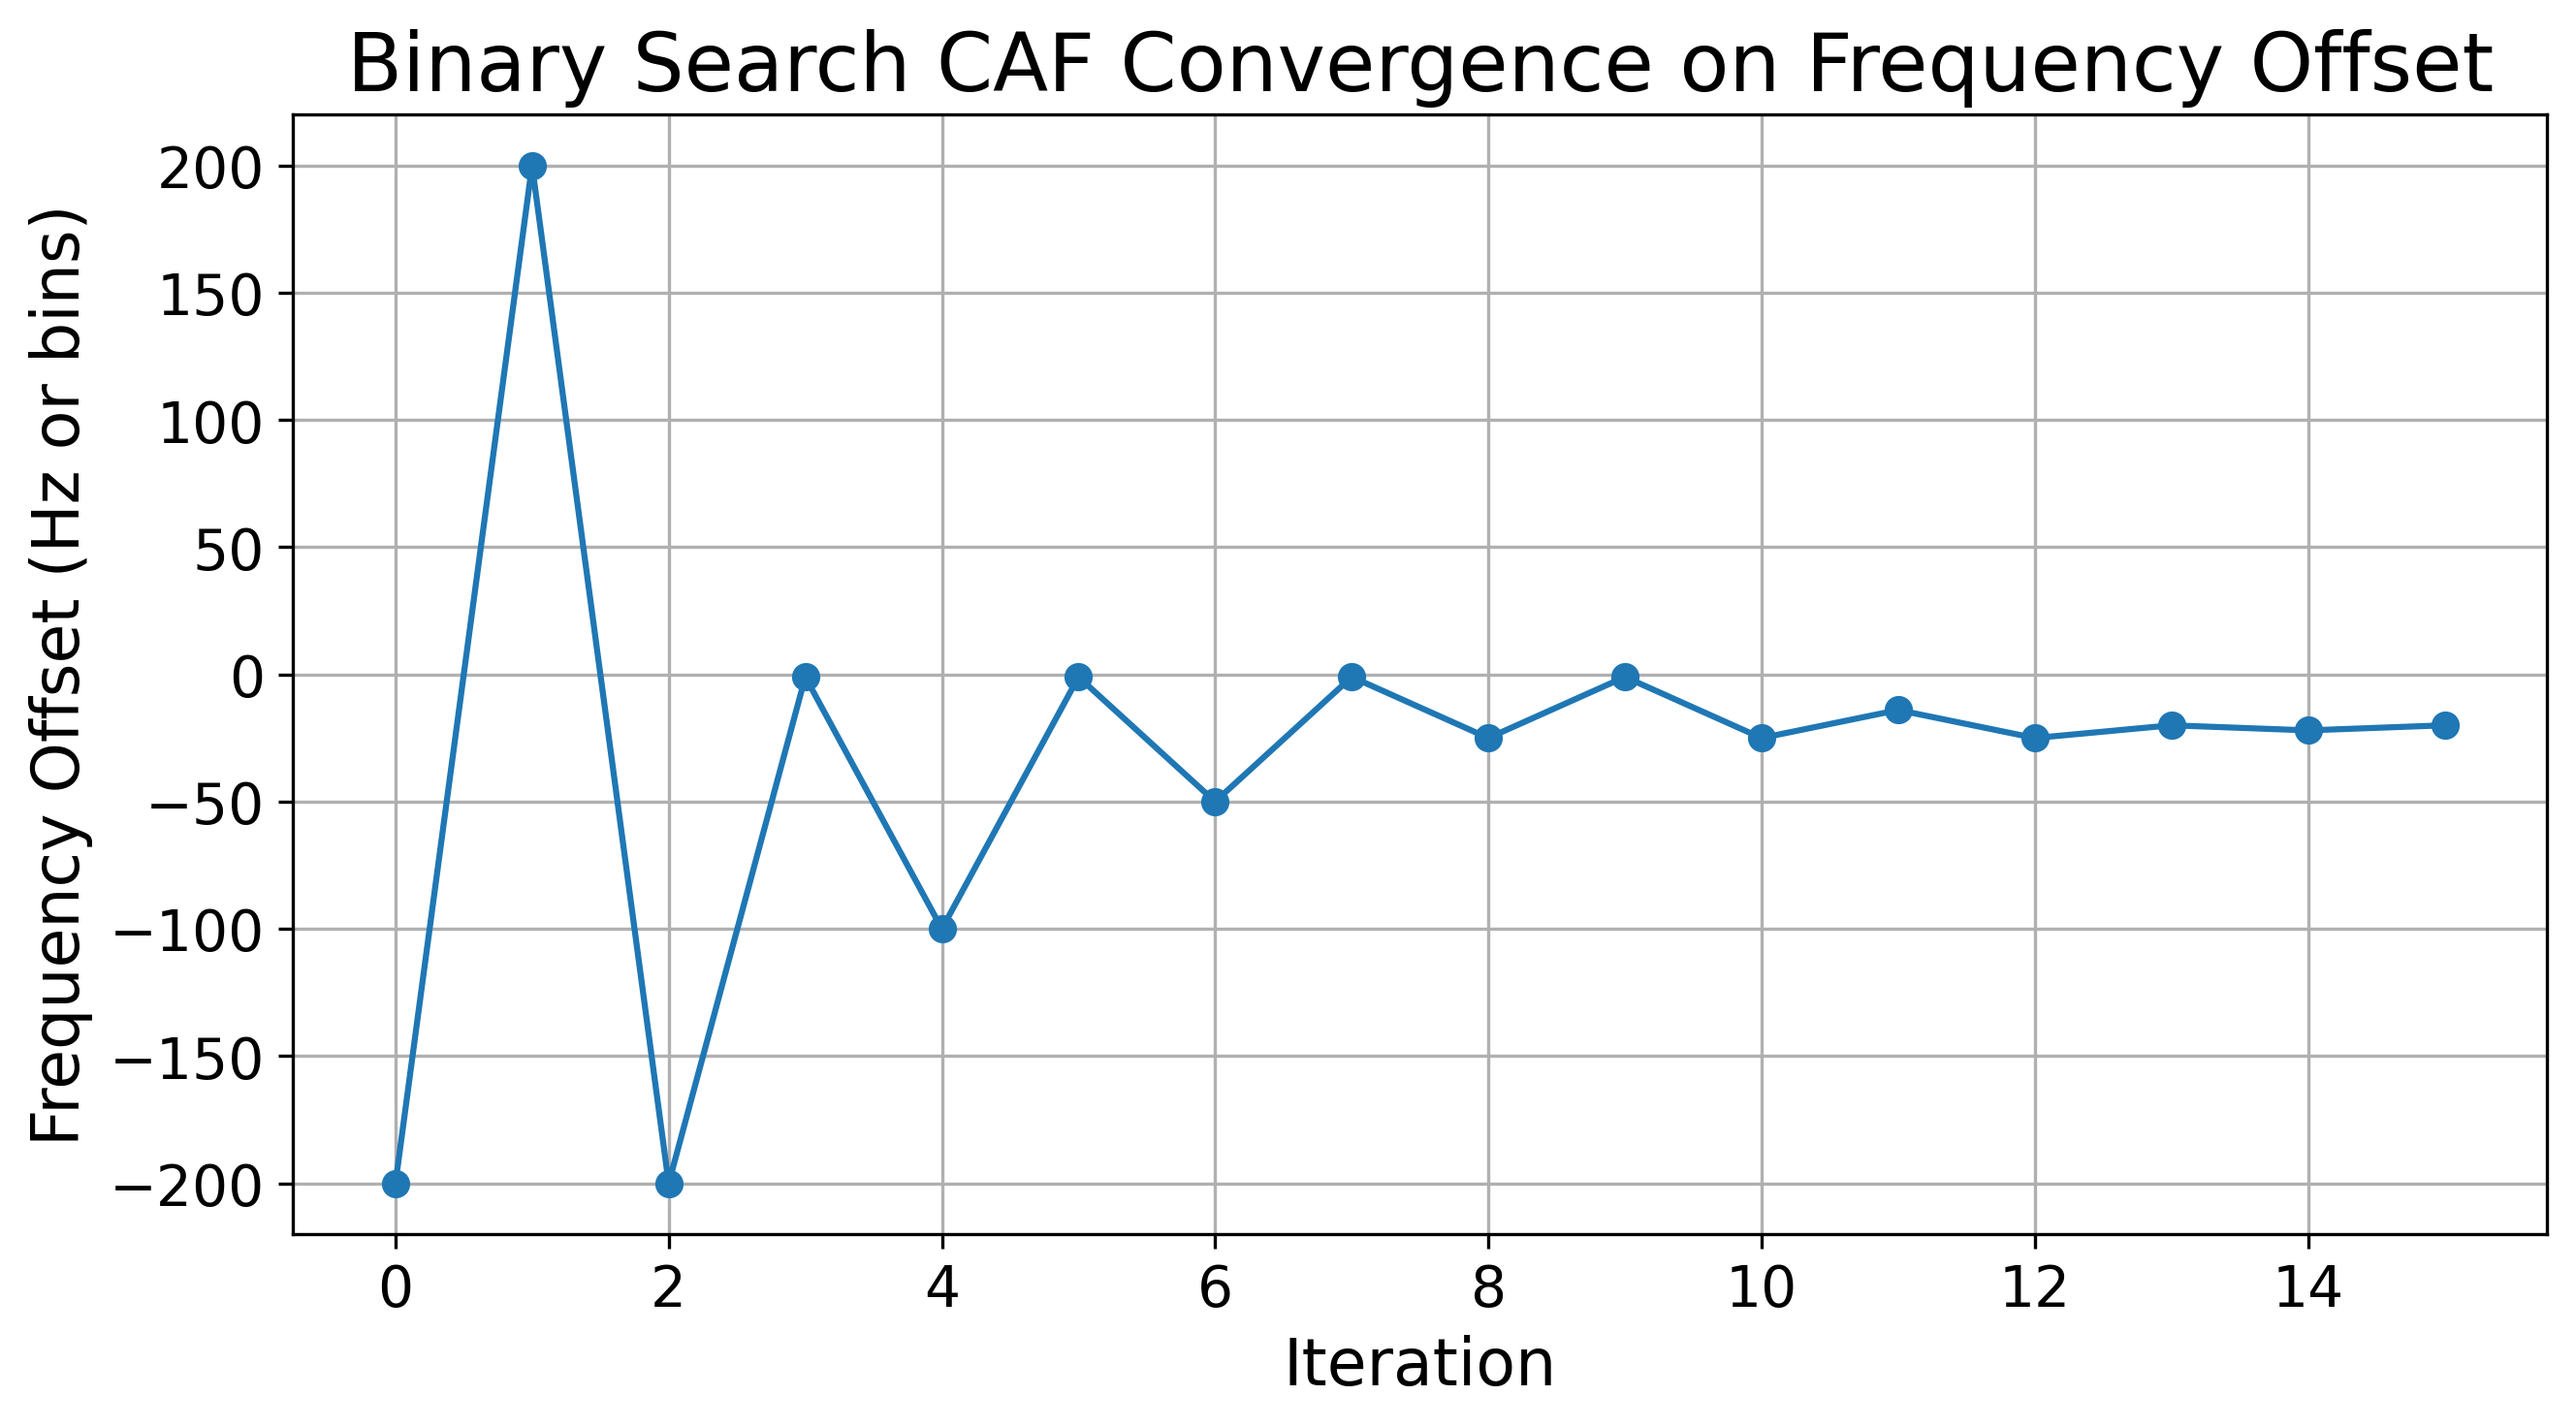 Binary Search CAF Convergence on Frequency Offset
Frequency Offset (Hz or bins)
200
150
100
50
0
−50
−100
−150
−200
0 2 4 6 8 10 12 14
Iteration